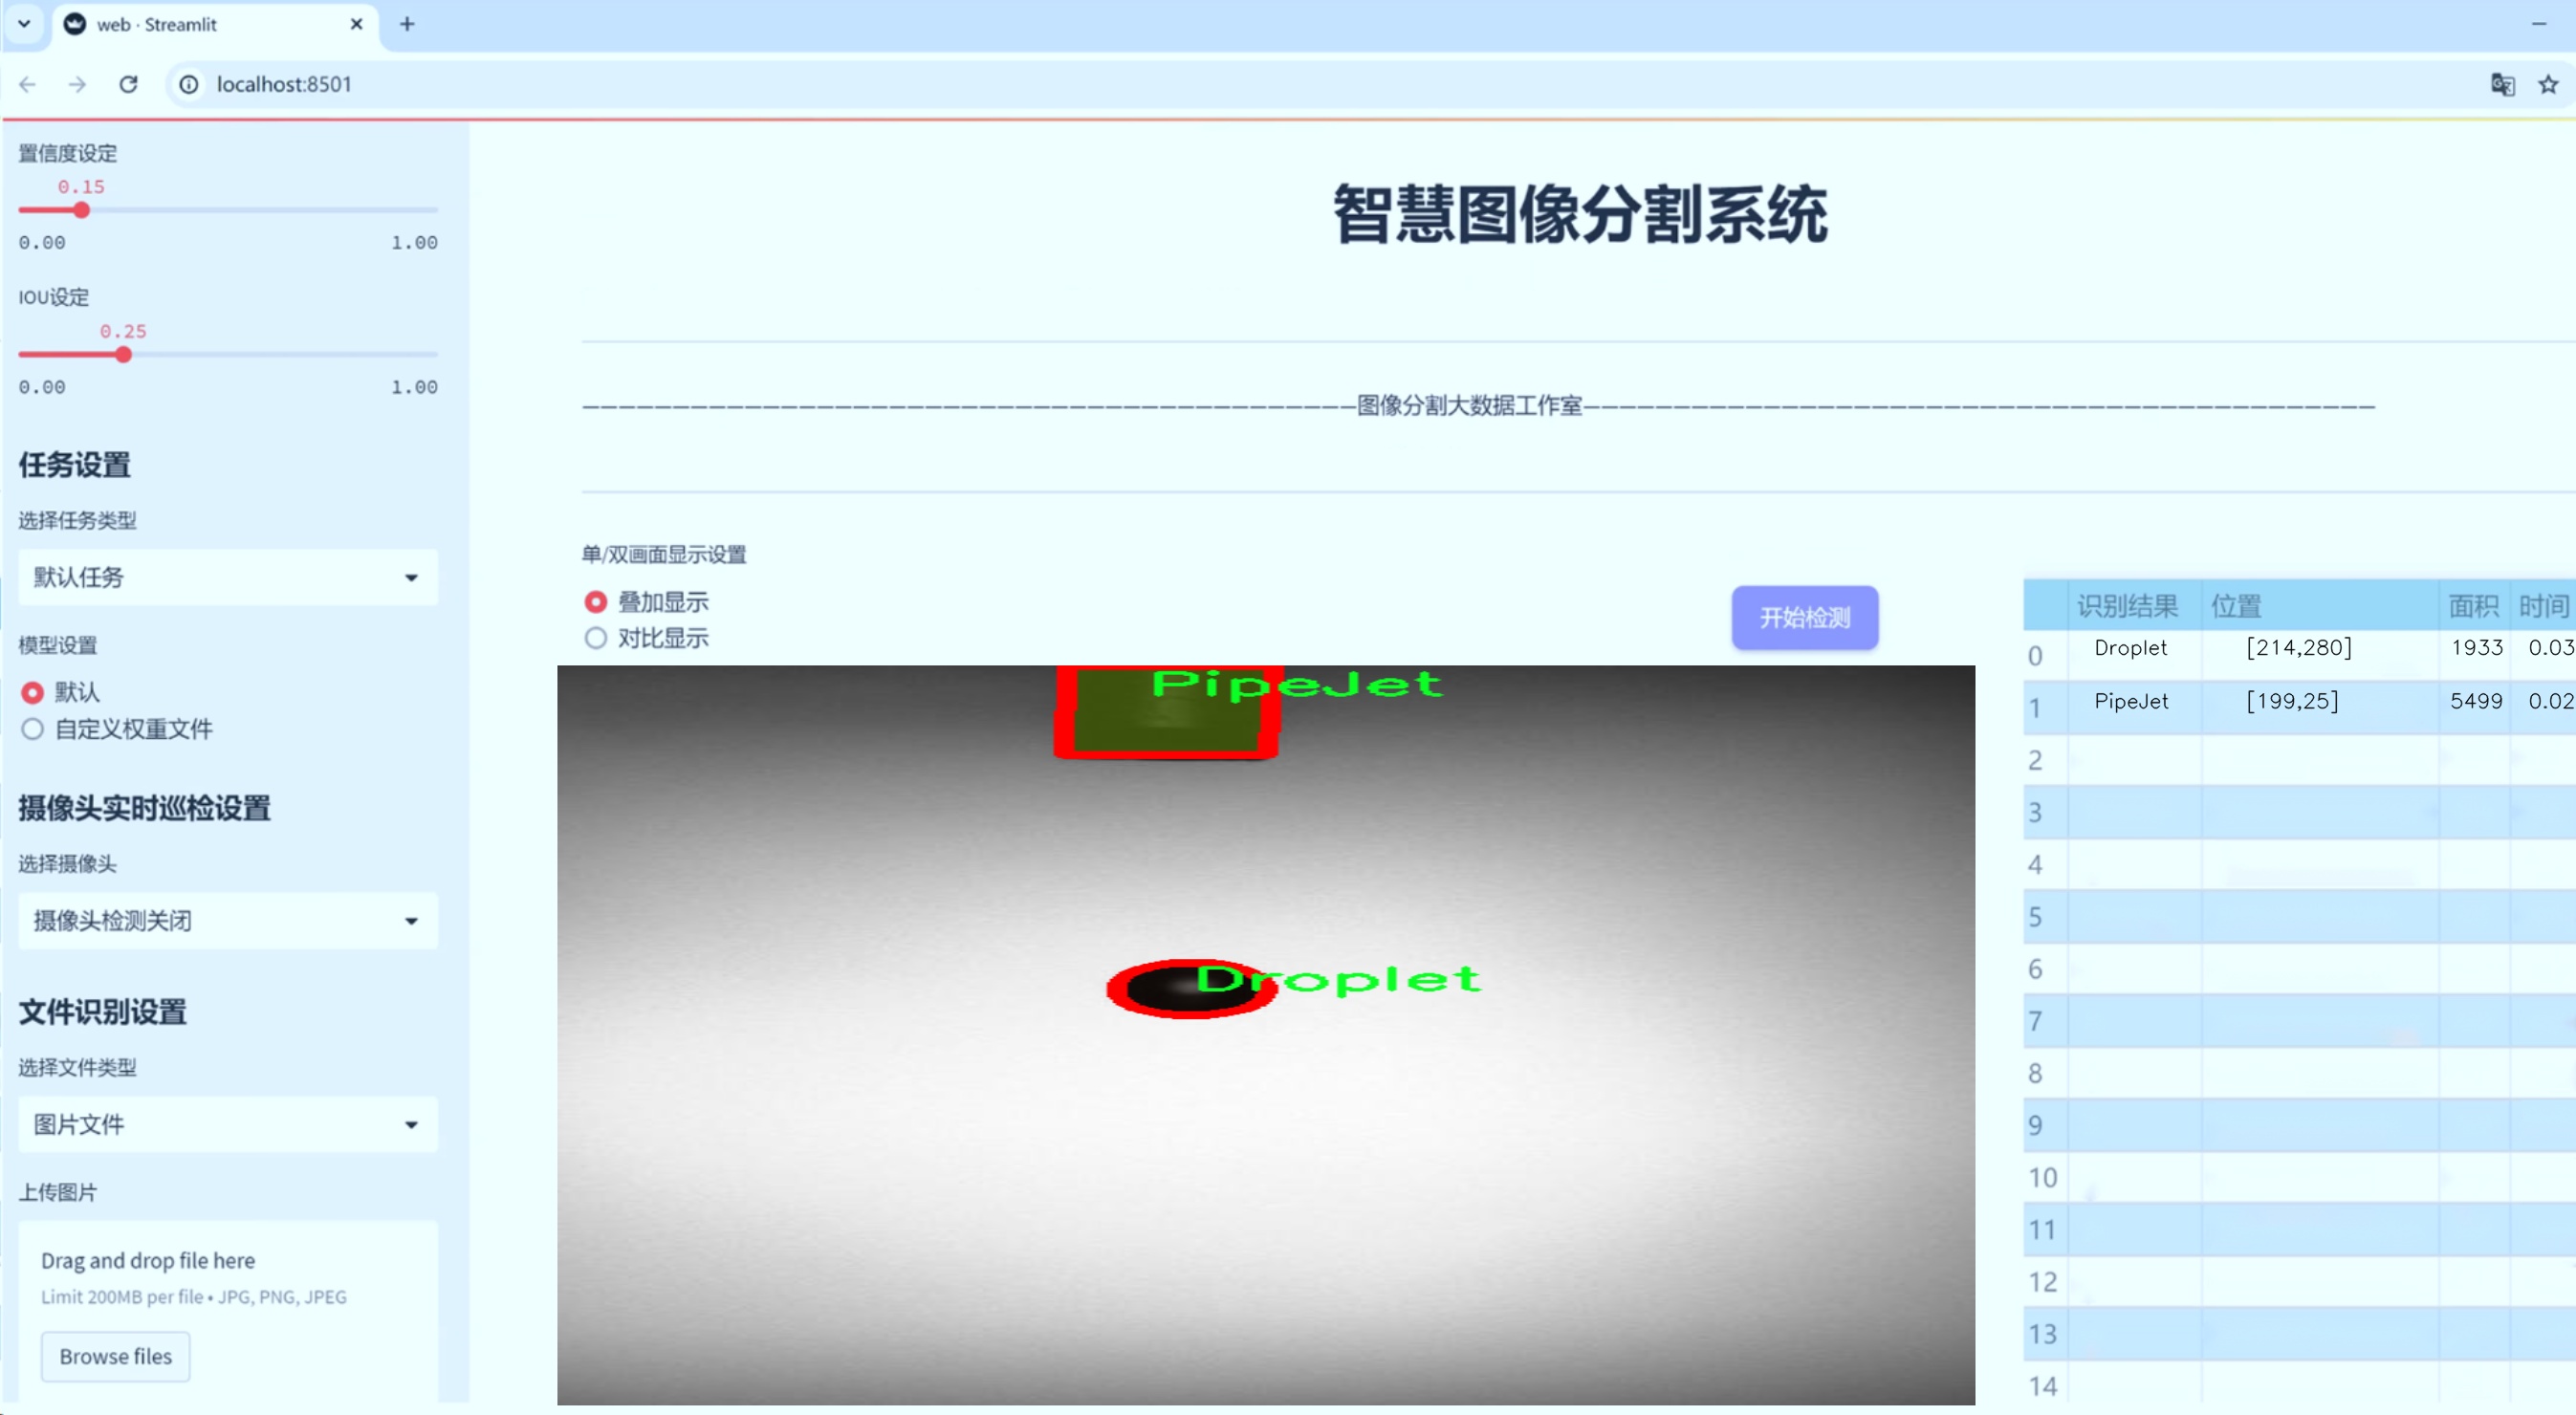 web · Streamlit
localhost:8501
置信度设定
0.15
0.00 1.00
IOU设定
0.25
0.00 1.00
任务设置
选择任务类型
默认任务
模型设置
默认
自定义权重文件
摄像头实时巡检设置
选择摄像头
摄像头检测关闭
文件识别设置
选择文件类型
图片文件
上传图片
Drag and drop file here
Limit 200MB per file • JPG, PNG, JPEG
Browse files
智慧图像分割系统
———————————————————————————————————————————图像分割大数据工作室————————————————————————————————————————————
单/双画面显示设置
叠加显示
对比显示
开始检测
PipeJet
Droplet
识别结果 位置 面积 时间
0 Droplet [214,280] 1933 0.03
1 PipeJet [199,25] 5499 0.02
2
3
4
5
6
7
8
9
10
11
12
13
14